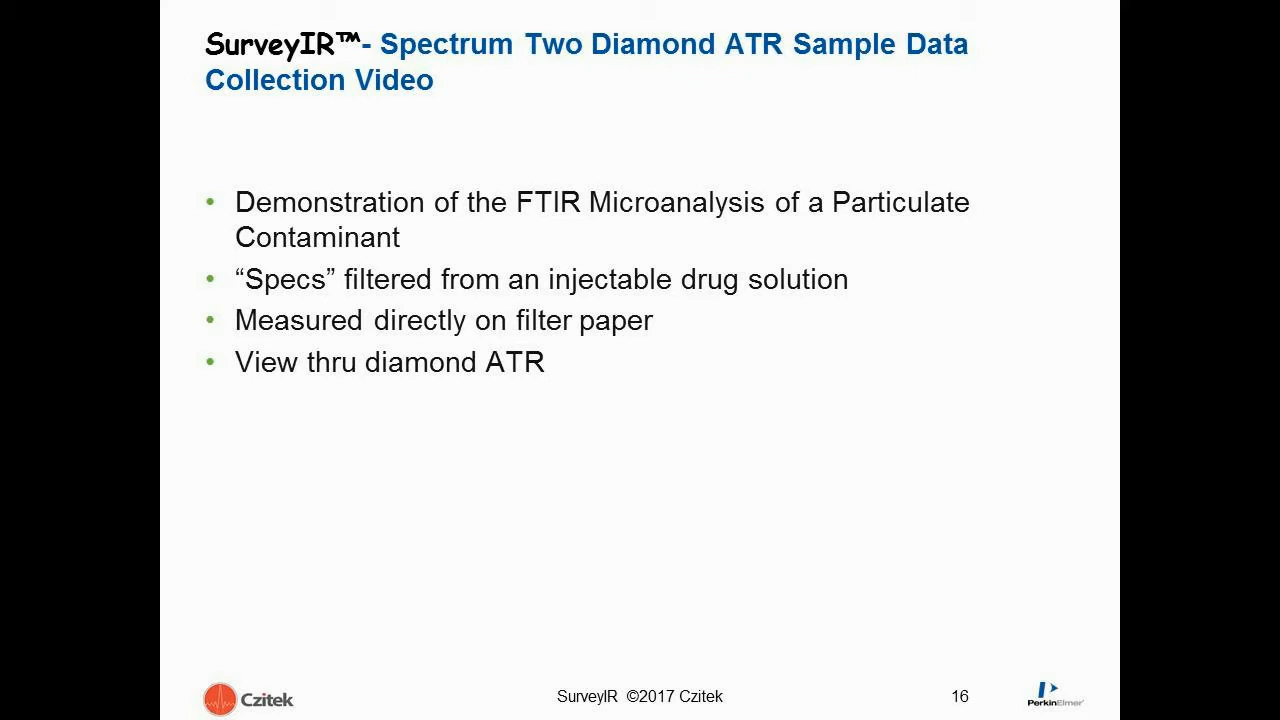 SurveyIR™- Spectrum Two Diamond ATR Sample Data
Collection Video
• Demonstration of the FTIR Microanalysis of a Particulate
Contaminant
• “Specs” filtered from an injectable drug solution
• Measured directly on filter paper
• View thru diamond ATR
Czitek
SurveyIR ©2017 Czitek
16
PerkinElmer